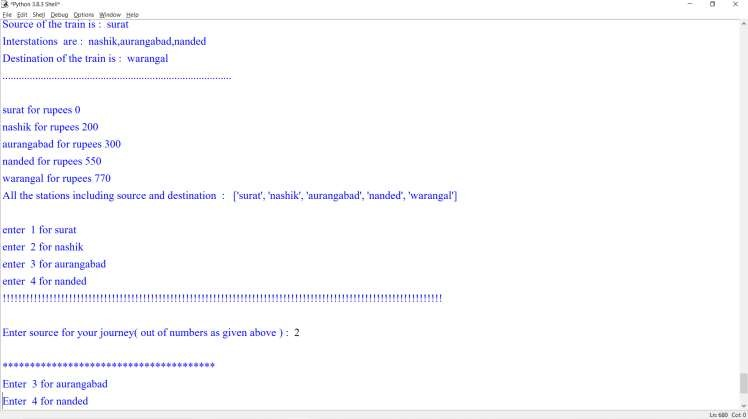 *Python 3.8.3 Shell*
File Edit Shell Debug Options Window Help
Source of the train is : surat
Interstations are : nashik,aurangabad,nanded
Destination of the train is : warangal
....................................................................................
surat for rupees 0
nashik for rupees 200
aurangabad for rupees 300
nanded for rupees 550
warangal for rupees 770
All the stations including source and destination : ['surat', 'nashik', 'aurangabad', 'nanded', 'warangal']
enter 1 for surat
enter 2 for nashik
enter 3 for aurangabad
enter 4 for nanded
!!!!!!!!!!!!!!!!!!!!!!!!!!!!!!!!!!!!!!!!!!!!!!!!!!!!!!!!!!!!!!!!!!!!!!!!!!!!!!!!!!!!!!!!!!!!!!!!!!!!!!!!!!!!!!!!
Enter source for your journey( out of numbers as given above ) : 2
***************************************
Enter 3 for aurangabad
Enter 4 for nanded
Ln: 680 Col: 0